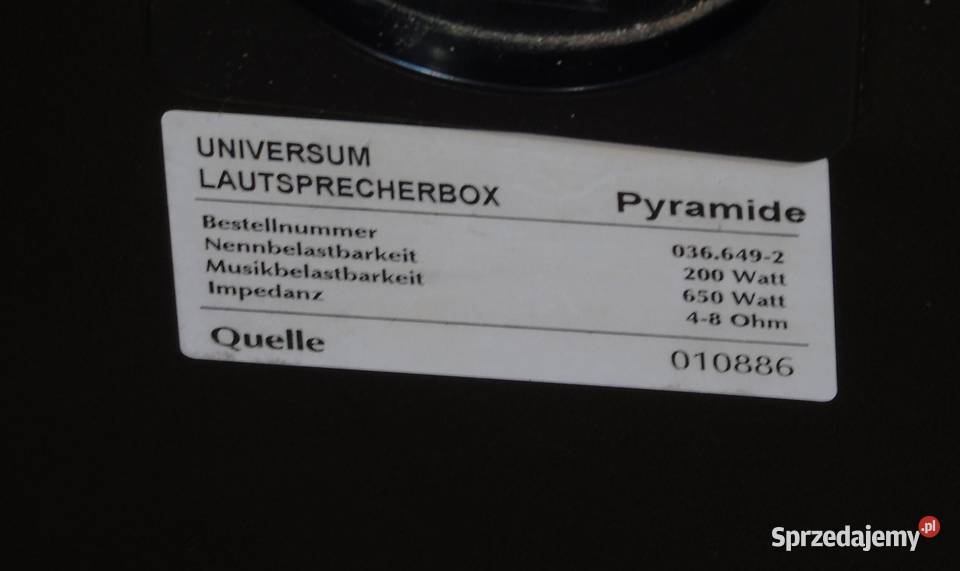 UNIVERSUM
LAUTSPRECHERBOX Pyramide
Bestellnummer 036.649-2
Nennbelastbarkeit 200 Watt
Musikbelastbarkeit 650 Watt
Impedanz 4-8 Ohm
Quelle 010886
Sprzedajemy.pl